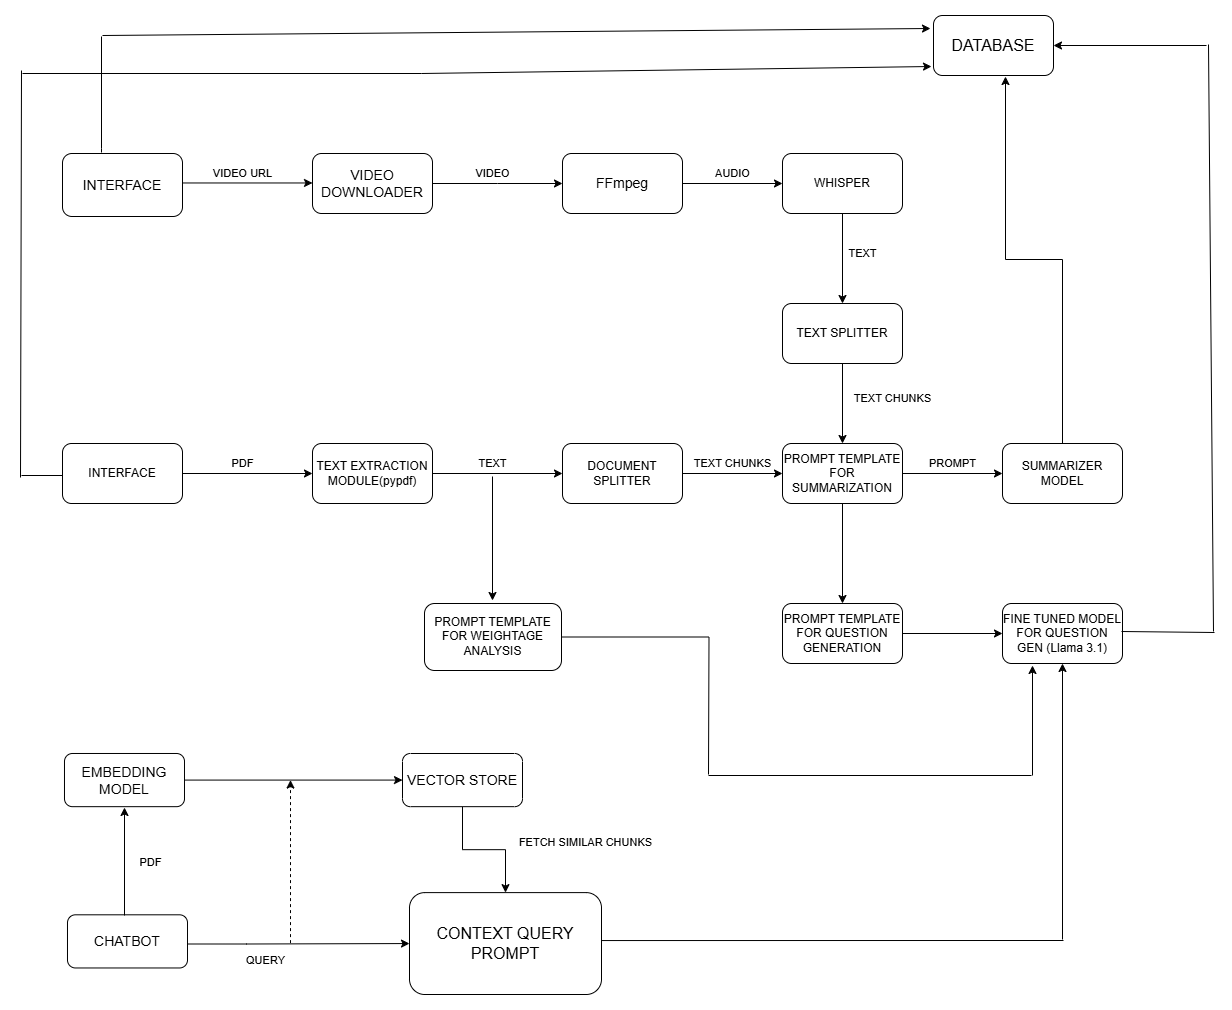 DATABASE
INTERFACE
VIDEO URL
VIDEO
DOWNLOADER
VIDEO
FFmpeg
AUDIO
WHISPER
TEXT
TEXT SPLITTER
TEXT CHUNKS
INTERFACE
PDF
TEXT EXTRACTION
MODULE(pypdf)
TEXT
DOCUMENT
SPLITTER
TEXT CHUNKS
PROMPT TEMPLATE
FOR
SUMMARIZATION
PROMPT
SUMMARIZER
MODEL
PROMPT TEMPLATE
FOR WEIGHTAGE
ANALYSIS
PROMPT TEMPLATE
FOR QUESTION
GENERATION
FINE TUNED MODEL
FOR QUESTION
GEN (Llama 3.1)
EMBEDDING
MODEL
VECTOR STORE
FETCH SIMILAR CHUNKS
PDF
CHATBOT
QUERY
CONTEXT QUERY
PROMPT